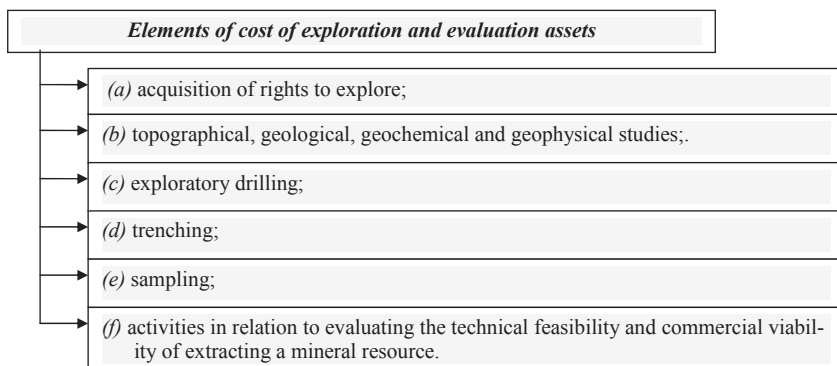 Elements of cost of exploration and evaluation assets
(a) acquisition of rights to explore;
(b) topographical, geological, geochemical and geophysical studies;.
(c) exploratory drilling;
(d) trenching;
(e) sampling;
(f) activities in relation to evaluating the technical feasibility and commercial viabil-
ity of extracting a mineral resource.